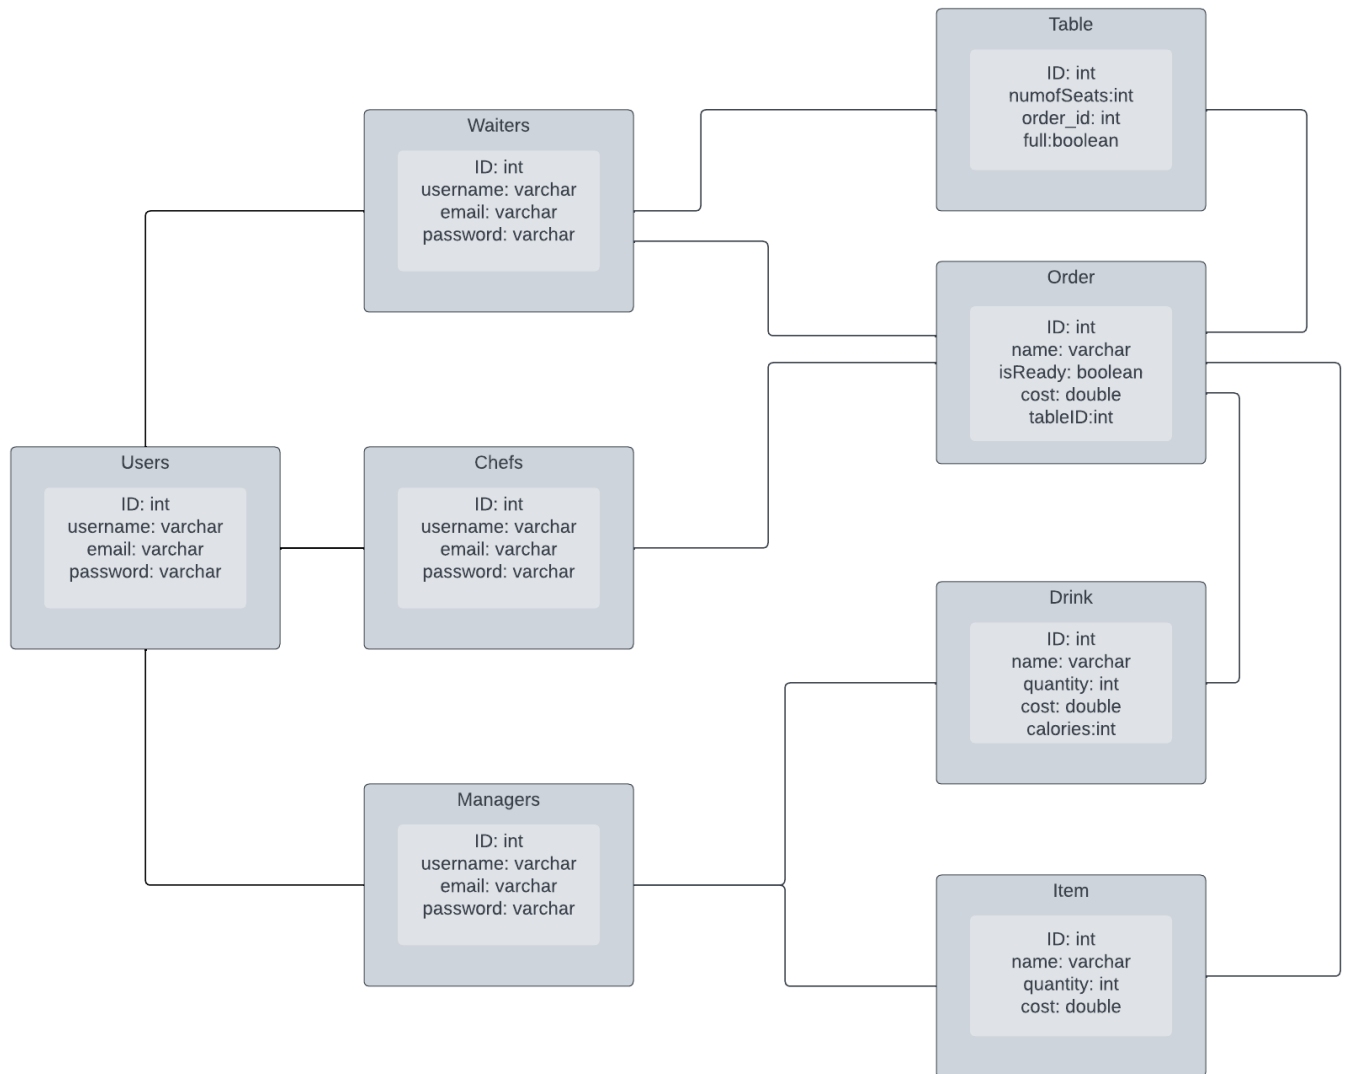 Table
ID: int
numofSeats:int
order_id: int
full:boolean
Waiters
ID: int
username: varchar
email: varchar
password: varchar
Order
ID: int
name: varchar
isReady: boolean
cost: double
tableID:int
Users
ID: int
username: varchar
email: varchar
password: varchar
Chefs
ID: int
username: varchar
email: varchar
password: varchar
Drink
ID: int
name: varchar
quantity: int
cost: double
calories:int
Managers
ID: int
username: varchar
email: varchar
password: varchar
Item
ID: int
name: varchar
quantity: int
cost: double